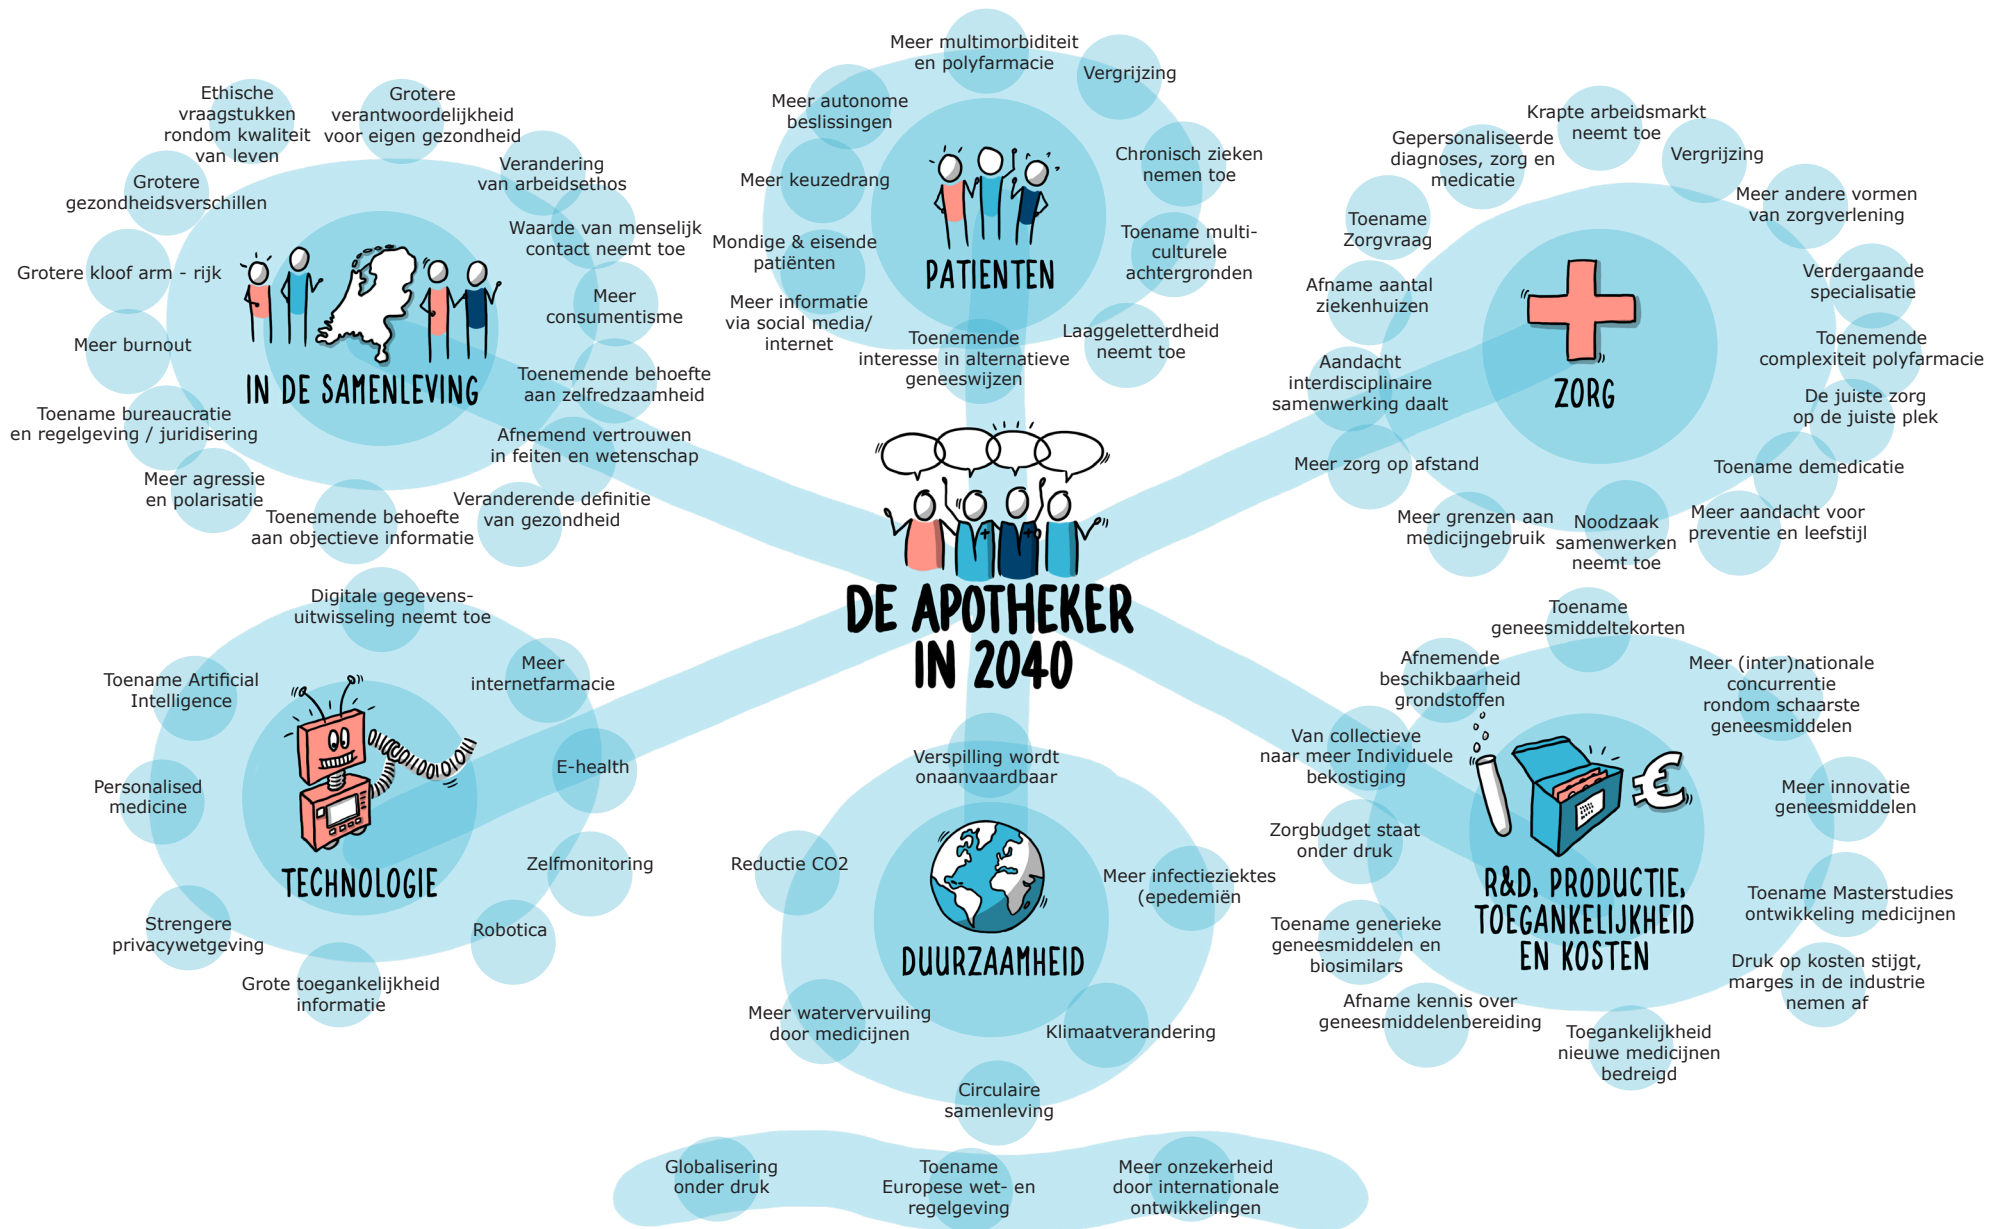 Ethische
vraagstukken
rondom kwaliteit
van leven
Grotere
verantwoordelijkheid
voor eigen gezondheid
Verandering
van arbeidsethos
Grotere
gezondheidsverschillen
Waarde van menselijk
contact neemt toe
Grotere kloof arm - rijk
Meer
consumentisme
Meer burnout
IN DE SAMENLEVING
Toenemende behoefte
aan zelfredzaamheid
Toename bureaucratie
en regelgeving / juridisering
Afnemend vertrouwen
in feiten en wetenschap
Meer agressie
en polarisatie
Toenemende behoefte
aan objectieve informatie
Veranderende definitie
van gezondheid
Meer multimorbiditeit
en polyfarmacie
Vergrijzing
Meer autonome
beslissingen
Chronisch zieken
nemen toe
Meer keuzedrang
Mondige & eisende
patiënten
Toename multi-
culturele
achtergronden
PATIENTEN
Meer informatie
via social media/
internet
Toenemende
interesse in alternatieve
geneeswijzen
Laaggeletterdheid
neemt toe
Krapte arbeidsmarkt
neemt toe
Gepersonaliseerde
diagnoses, zorg en
medicatie
Vergrijzing
Meer andere vormen
van zorgverlening
Toename
Zorgvraag
Verdergaande
specialisatie
Afname aantal
ziekenhuizen
Toenemende
complexiteit polyfarmacie
ZORG
Aandacht
interdisciplinaire
samenwerking daalt
De juiste zorg
op de juiste plek
Meer zorg op afstand
Toename demedicatie
Meer grenzen aan
medicijngebruik
Noodzaak
samenwerken
neemt toe
Meer aandacht voor
preventie en leefstijl
DE APOTHEKER
IN 2040
Digitale gegevens-
uitwisseling neemt toe
Toename Artificial
Intelligence
Meer
internetfarmacie
Personalised
medicine
E-health
TECHNOLOGIE
Zelfmonitoring
Strengere
privacywetgeving
Robotica
Grote toegankelijkheid
informatie
Verspilling wordt
onaanvaardbaar
Reductie CO2
Meer infectieziektes
(epedemiën
DUURZAAMHEID
Meer watervervuiling
door medicijnen
Klimaatverandering
Circulaire
samenleving
Toename
geneesmiddeltekorten
Afnemende
beschikbaarheid
grondstoffen
Meer (inter)nationale
concurrentie
rondom schaarste
geneesmiddelen
Van collectieve
naar meer Individuele
bekostiging
€
Meer innovatie
geneesmiddelen
Zorgbudget staat
onder druk
R&D, PRODUCTIE,
TOEGANKELIJKHEID
EN KOSTEN
Toename Masterstudies
ontwikkeling medicijnen
Toename generieke
geneesmiddelen en
biosimilars
Druk op kosten stijgt,
marges in de industrie
nemen af
Afname kennis over
geneesmiddelenbereiding
Toegankelijkheid
nieuwe medicijnen
bedreigd
Globalisering
onder druk
Toename
Europese wet- en
regelgeving
Meer onzekerheid
door internationale
ontwikkelingen